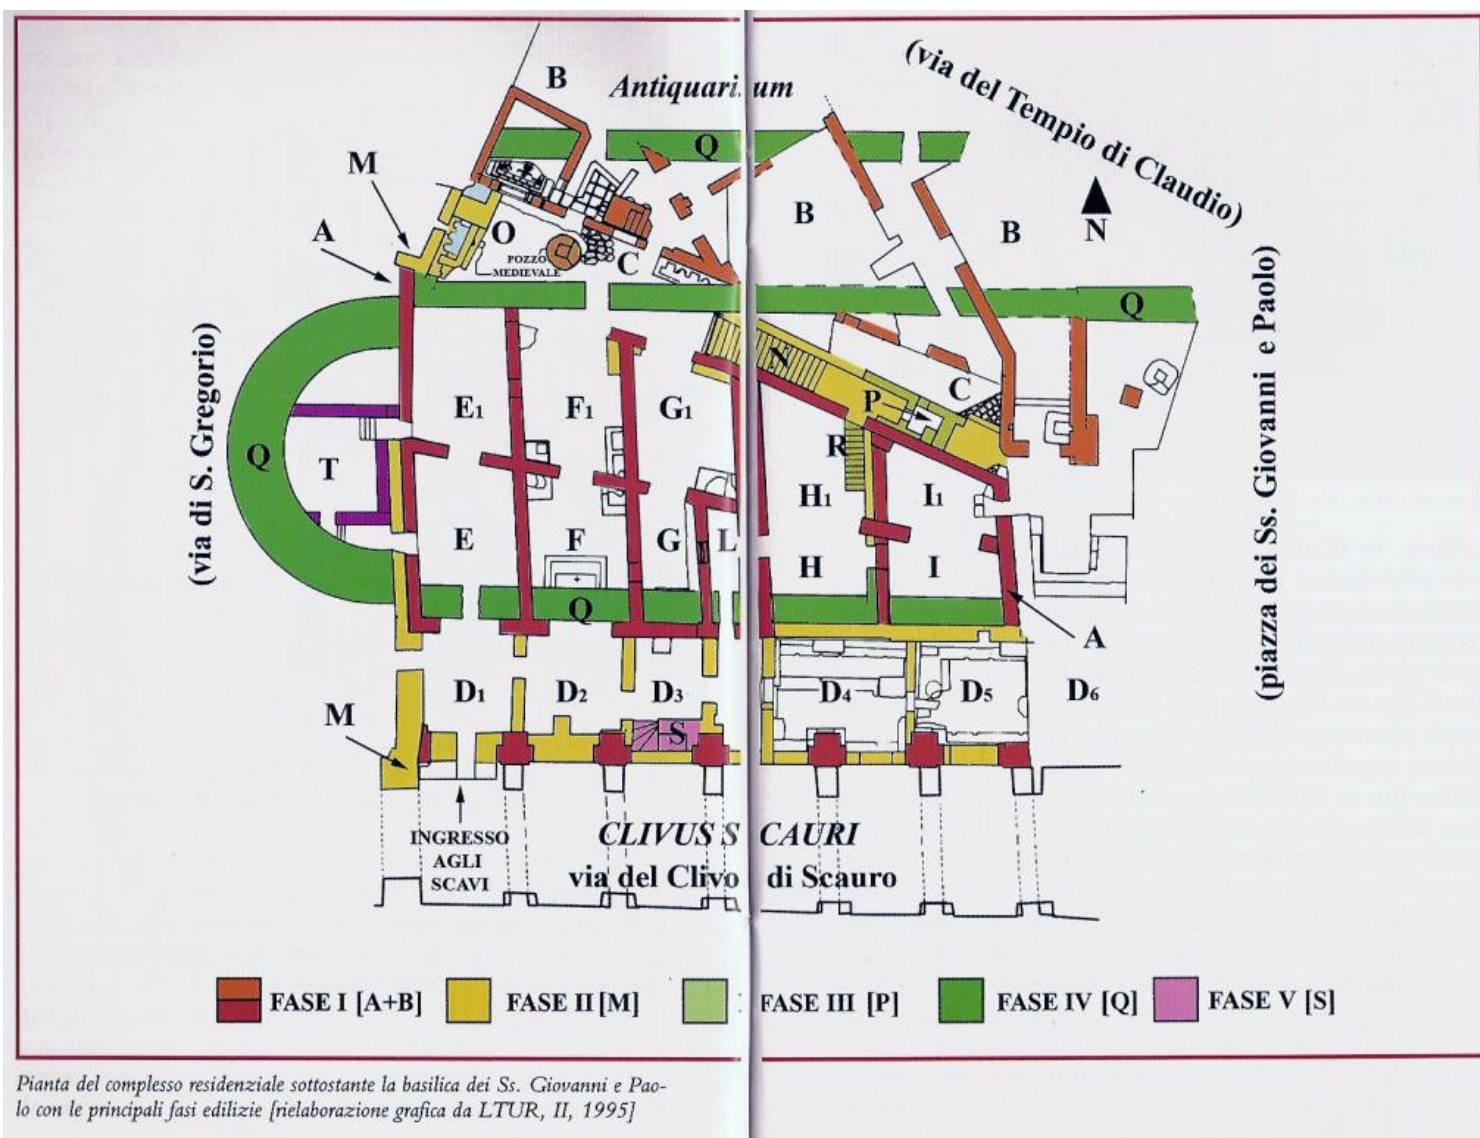 (via del Tempio di Claudio)
B
Antiquarium
Q
M
B
B
N
A
O
POZZO
MEDIEVALE
C
Q
(via di S. Gregorio)
(piazza dei Ss. Giovanni e Paolo)
N
C
P
E1
F1
G1
R
Q
T
H1
I1
E
F
G
L
H
I
Q
A
D1
D2
D3
D4
D5
D6
M
S
INGRESSO
AGLI
SCAVI
CLIVUS SCAURI
via del Clivo di Scauro
FASE I [A+B]
FASE II [M]
FASE III [P]
FASE IV [Q]
FASE V [S]
Pianta del complesso residenziale sottostante la basilica dei Ss. Giovanni e Pao-
lo con le principali fasi edilizie [rielaborazione grafica da LTUR, II, 1995]